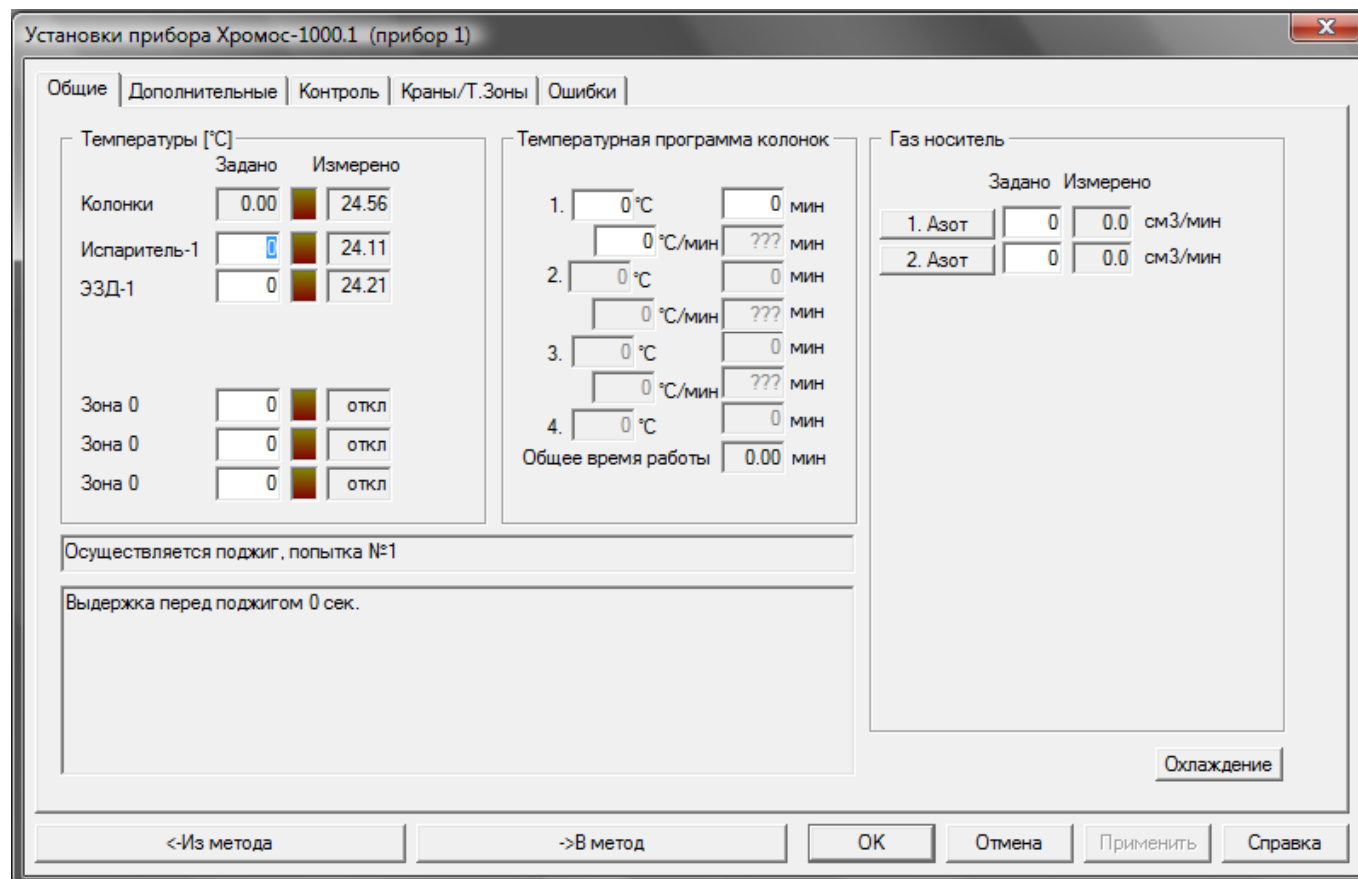 Установки прибора Хромос-1000.1 (прибор 1)
X
Общие Дополнительные Контроль Краны/Т.Зоны Ошибки
Температуры [°C]
Задано Измерено
Колонки 0.00 24.56
Испаритель-1 0 24.11
ЭЗД-1 0 24.21
Зона 0 0 откл
Зона 0 0 откл
Зона 0 0 откл
Температурная программа колонок
1. 0 °C 0 мин
0 °C/мин ??? мин
2. 0 °C 0 мин
0 °C/мин ??? мин
3. 0 °C 0 мин
0 °C/мин ??? мин
4. 0 °C 0 мин
Общее время работы 0.00 мин
Газ носитель
Задано Измерено
1. Азот 0 0.0 см3/мин
2. Азот 0 0.0 см3/мин
Осуществляется поджиг, попытка №1
Выдержка перед поджигом 0 сек.
Охлаждение
<-Из метода ->В метод OK Отмена Применить Справка